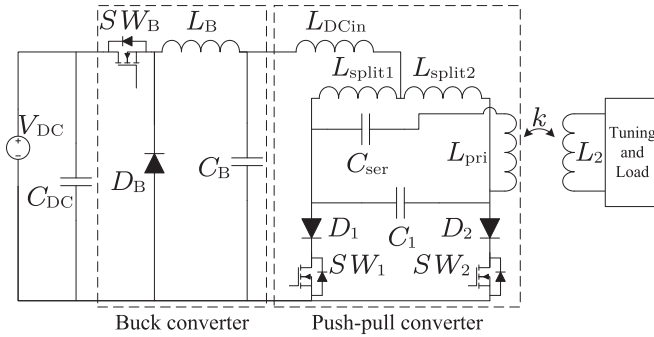 SW_B
L_B
L_DCin
L_split1
L_split2
V_DC
C_DC
D_B
C_B
C_ser
L_pri
k
L_2
Tuning
and
Load
D_1
C_1
D_2
SW_1
SW_2
Buck converter
Push-pull converter